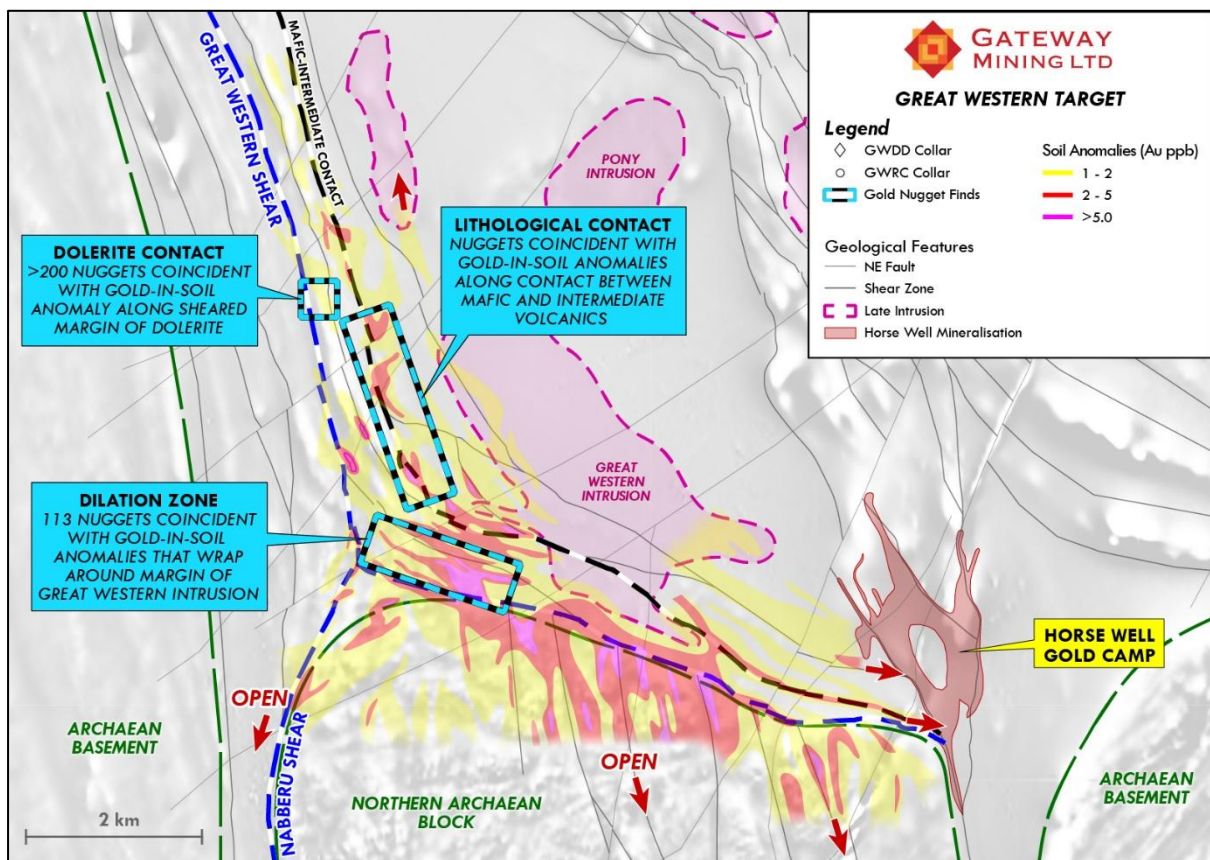 GATEWAY
MINING LTD
GREAT WESTERN TARGET
Legend
GWDD Collar
GWRC Collar
Gold Nugget Finds
Soil Anomalies (Au ppb)
1 - 2
2 - 5
>5.0
Geological Features
NE Fault
Shear Zone
Late Intrusion
Horse Well Mineralisation
GREAT WESTERN SHEAR
MAFIC-INTERMEDIATE CONTACT
PONY
INTRUSION
DOLERITE CONTACT
>200 NUGGETS COINCIDENT
WITH GOLD-IN-SOIL
ANOMALY ALONG SHEARED
MARGIN OF DOLERITE
LITHOLOGICAL CONTACT
NUGGETS COINCIDENT WITH
GOLD-IN-SOIL ANOMALIES
ALONG CONTACT BETWEEN
MAFIC AND INTERMEDIATE
VOLCANICS
GREAT
WESTERN
INTRUSION
DILATION ZONE
113 NUGGETS COINCIDENT
WITH GOLD-IN-SOIL
ANOMALIES THAT WRAP
AROUND MARGIN OF
GREAT WESTERN INTRUSION
HORSE WELL
GOLD CAMP
OPEN
ARCHAEAN
BASEMENT
NABBERU SHEAR
OPEN
NORTHERN ARCHAEAN
BLOCK
ARCHAEAN
BASEMENT
2 km